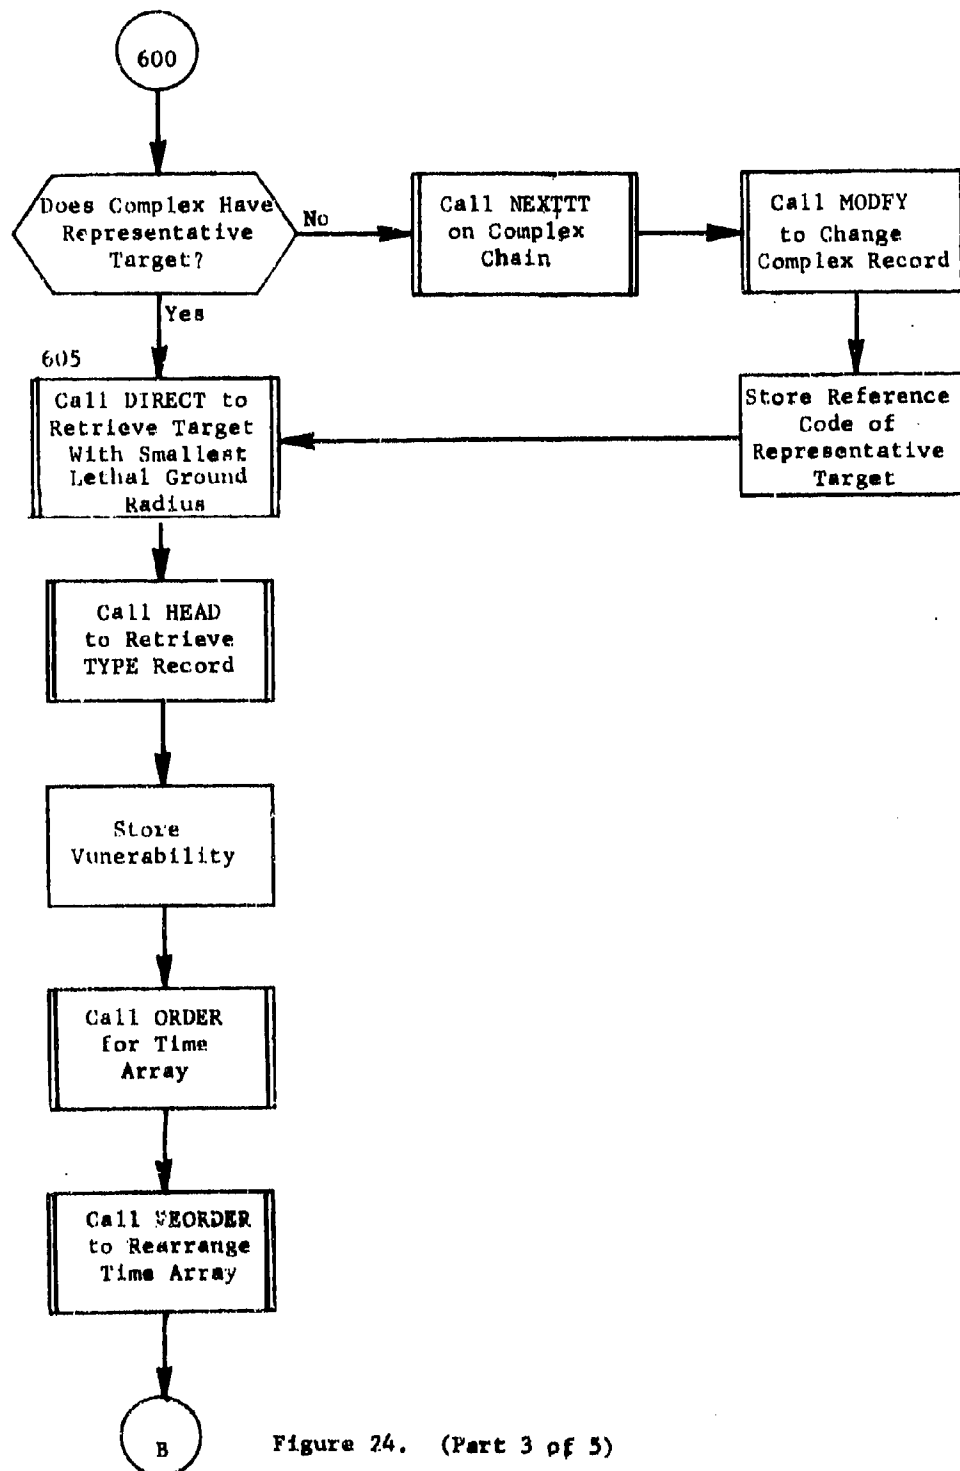 600
Does Complex Have
Representative
Target?
No
Call NEXTTT
on Complex
Chain
Call MODFY
to Change
Complex Record
Yes
605
Call DIRECT to
Retrieve Target
With Smallest
Lethal Ground
Radius
Store Reference
Code of
Representative
Target
Call HEAD
to Retrieve
TYPE Record
Store
Vunerability
Call ORDER
for Time
Array
Call REORDER
to Rearrange
Time Array
B
Figure 24. (Part 3 of 5)